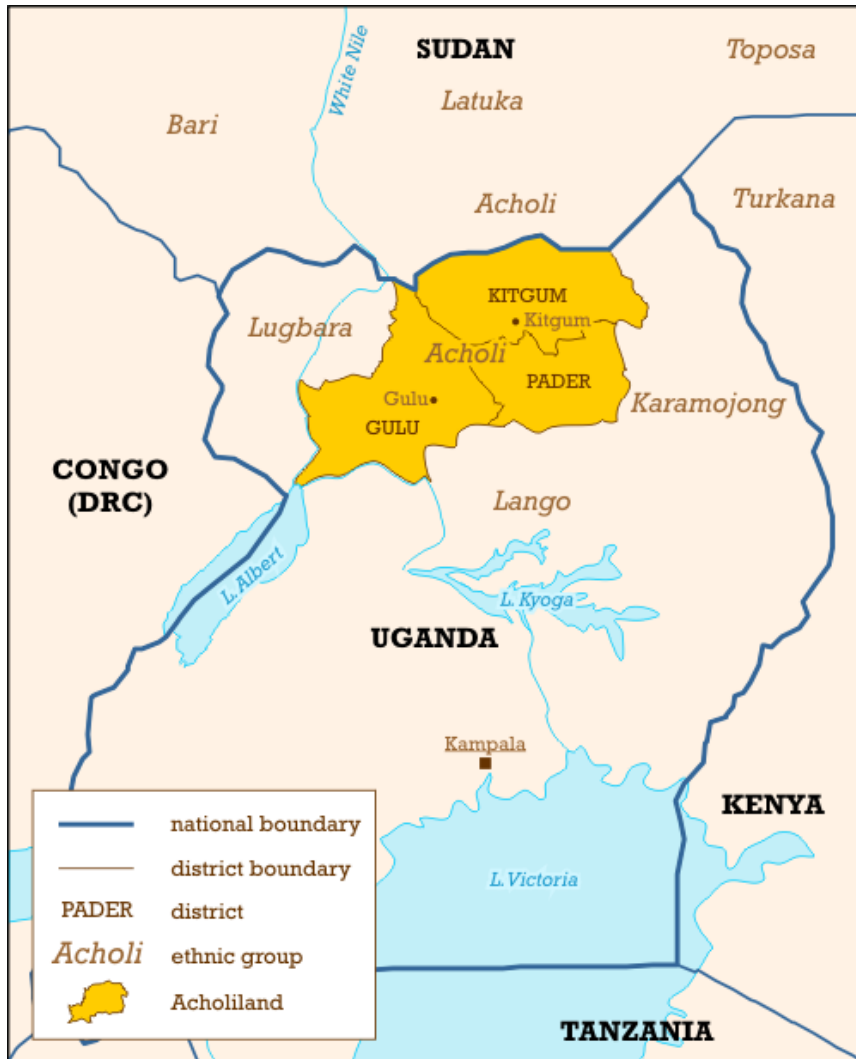 SUDAN
Toposa
White Nile
Latuka
Bari
Turkana
Acholi
KITGUM
Kitgum
Lugbara
Acholi
PADER
Karamojong
Gulu
GULU
CONGO
(DRC)
Lango
L. Albert
L. Kyoga
UGANDA
Kampala
KENYA
L. Victoria
national boundary
district boundary
PADER district
Acholi ethnic group
Acholiland
TANZANIA